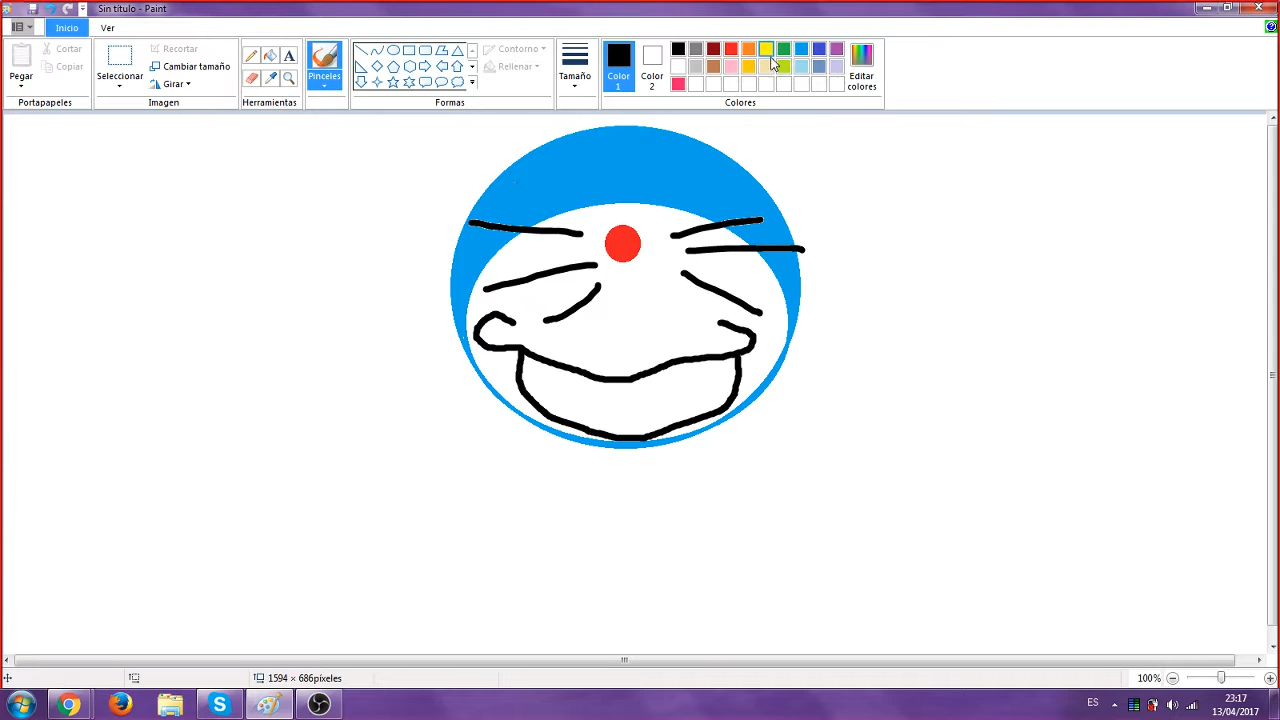 Sin título - Paint
Inicio
Ver
Pegar
Cortar
Copiar
Portapapeles
Seleccionar
Recortar
Cambiar tamaño
Girar
Imagen
A
Herramientas
Pinceles
Contorno
Rellenar
Formas
Tamaño
Color
1
Color
2
Editar
colores
Colores
1594 × 686píxeles
100%
S
ES
23:17
13/04/2017